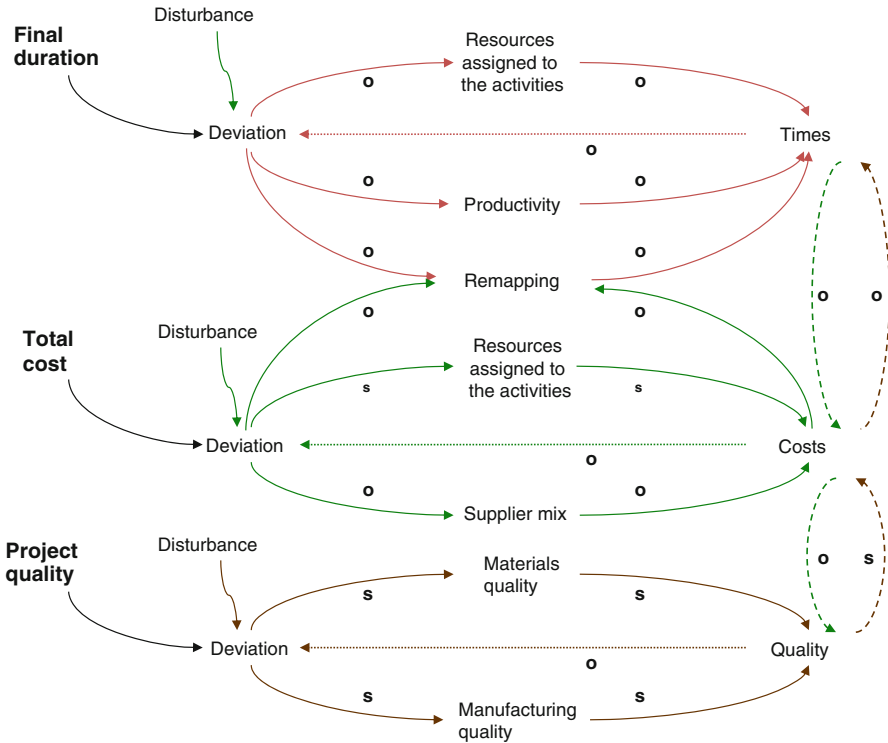 Disturbance
Final
duration
Resources
assigned to
the activities
o
o
Deviation
Times
o
o
o
Productivity
o
o
Remapping
o
o
o
o
Disturbance
Total
cost
Resources
assigned to
the activities
s
s
Deviation
Costs
o
o
o
Supplier mix
Disturbance
Project
quality
Materials
quality
o
s
s
s
Deviation
Quality
o
s
s
Manufacturing
quality